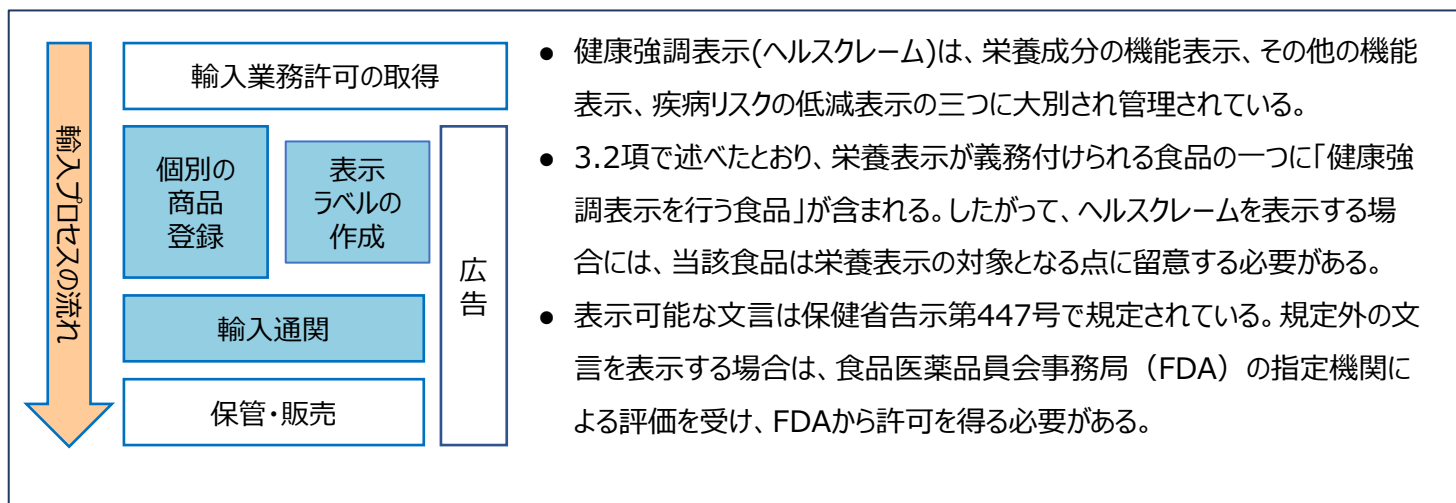 輸入プロセスの流れ
輸入業務許可の取得
個別の
商品
登録
表示
ラベルの
作成
広
告
輸入通関
保管・販売
● 健康強調表示(ヘルスクレーム)は、栄養成分の機能表示、その他の機能
表示、疾病リスクの低減表示の三つに大別され管理されている。
● 3.2項で述べたとおり、栄養表示が義務付けられる食品の一つに「健康強
調表示を行う食品」が含まれる。したがって、ヘルスクレームを表示する場
合には、当該食品は栄養表示の対象となる点に留意する必要がある。
● 表示可能な文言は保健省告示第447号で規定されている。規定外の文
言を表示する場合は、食品医薬品員会事務局（FDA）の指定機関に
よる評価を受け、FDAから許可を得る必要がある。